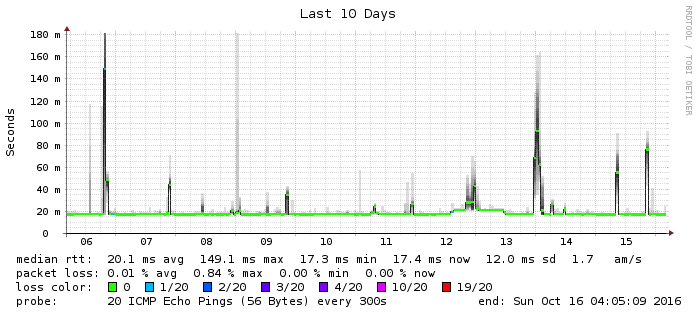 Last 10 Days
RRDTOOL / TOBI OETIKER
Seconds
180 m
160 m
140 m
120 m
100 m
80 m
60 m
40 m
20 m
0
06 07 08 09 10 11 12 13 14 15
median rtt: 20.1 ms avg 149.1 ms max 17.3 ms min 17.4 ms now 12.0 ms sd 1.7 am/s
packet loss: 0.01 % avg 0.84 % max 0.00 % min 0.00 % now
loss color: 0 1/20 2/20 3/20 4/20 10/20 19/20
probe: 20 ICMP Echo Pings (56 Bytes) every 300s end: Sun Oct 16 04:05:09 2016